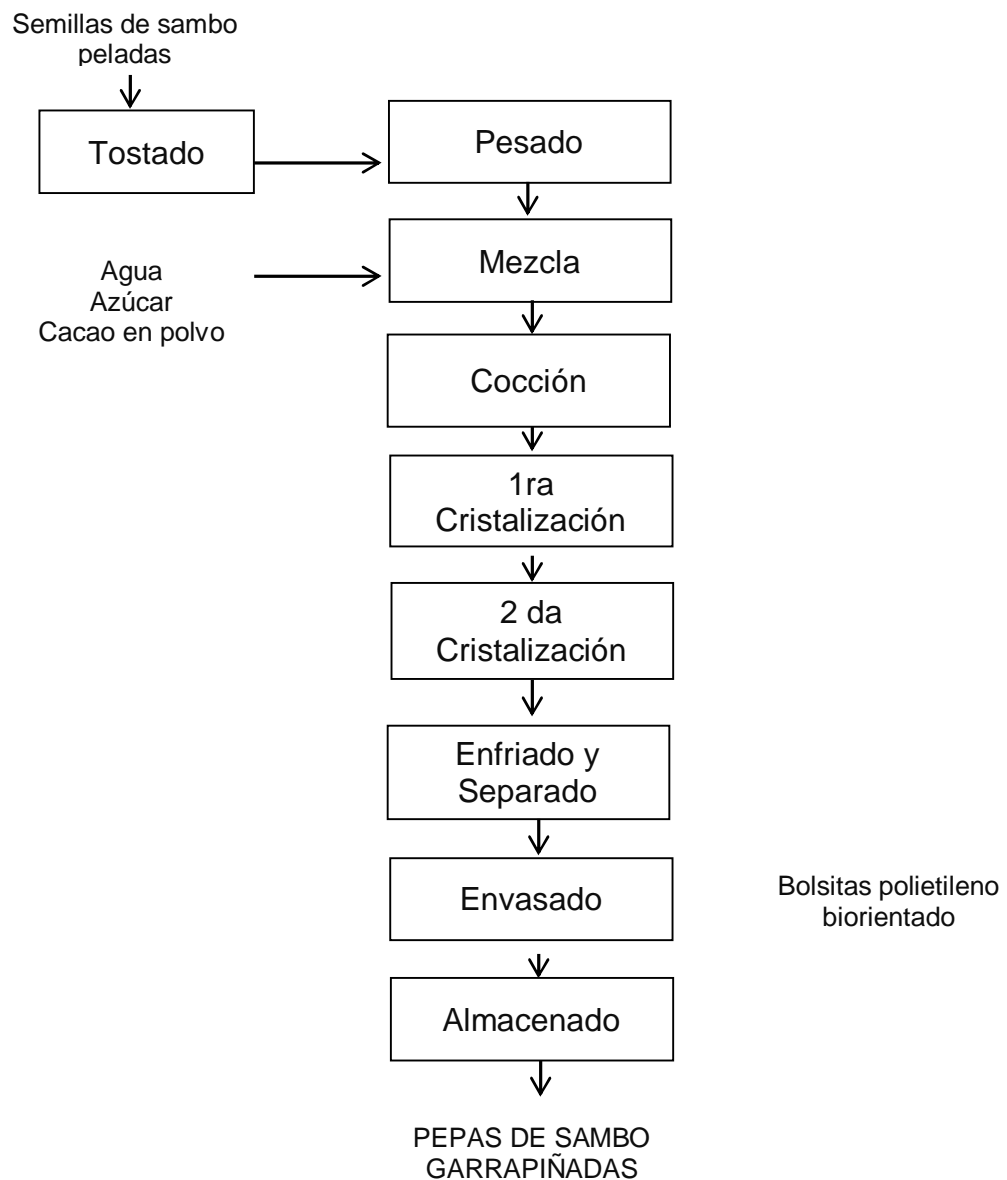 Semillas de sambo
peladas
Tostado
Pesado
Agua
Azúcar
Cacao en polvo
Mezcla
Cocción
1ra
Cristalización
2 da
Cristalización
Enfriado y
Separado
Envasado
Bolsitas polietileno
biorientado
Almacenado
PEPAS DE SAMBO
GARRAPIÑADAS